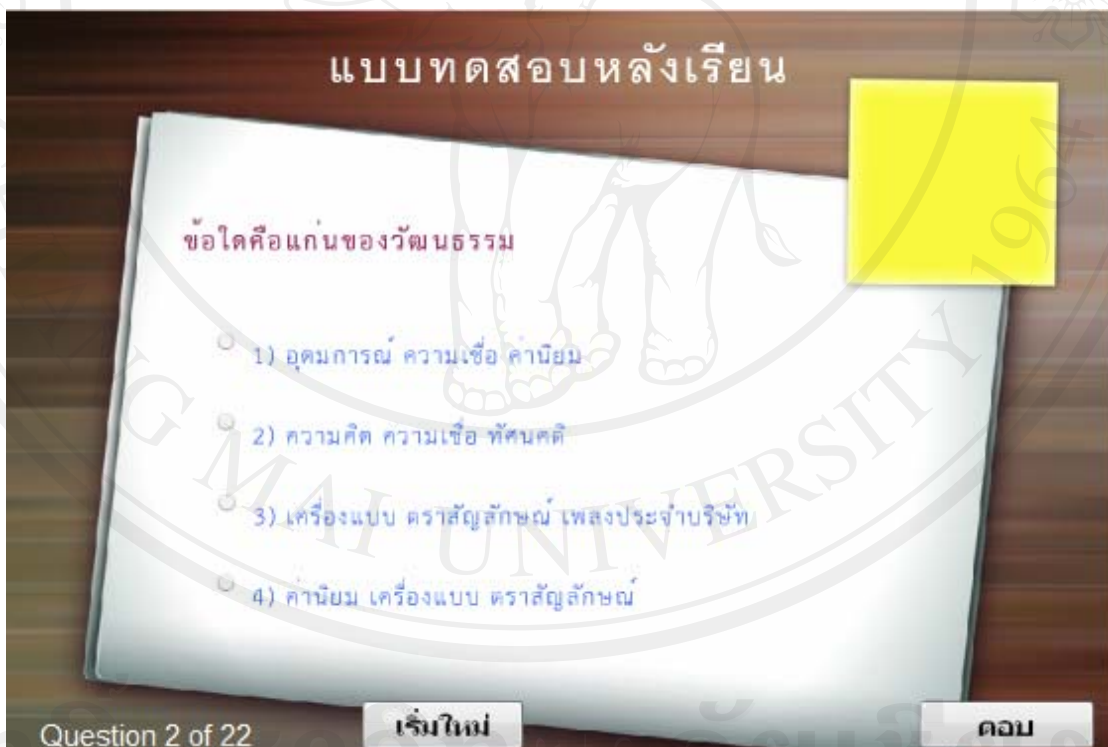 แบบทดสอบหลังเรียน
ข้อใดคือแก่นของวัฒนธรรม
1) อุดมการณ์ ความเชื่อ ค่านิยม
2) ความคิด ความเชื่อ ทัศนคติ
3) เครื่องแบบ ตราสัญลักษณ์ เพลงประจำบริษัท
4) ค่านิยม เครื่องแบบ ตราสัญลักษณ์
Question 2 of 22
เริ่มใหม่
ตอบ
MAI UNIVERSITY 1964